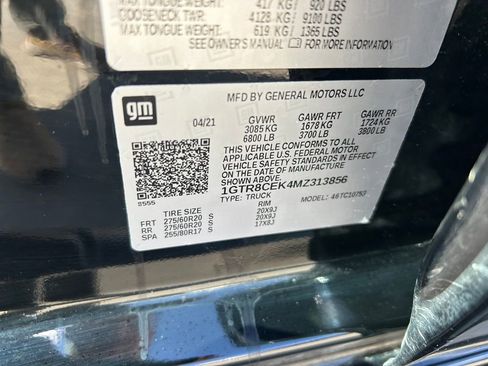 MAX TONGUE WEIGHT: 417 KG / 920 LBS
GOOSENECK TWR: 4128 KG / 9100 LBS
MAX TONGUE WEIGHT: 619 KG / 1365 LBS
SEE OWNER'S MANUAL FOR MORE INFORMATION
gm
MFD BY GENERAL MOTORS LLC
04/21 GVWR GAWR FRT GAWR RR
3085 KG 1678 KG 1724 KG
6800 LB 3700 LB 3800 LB
THIS VEHICLE CONFORMS TO ALL APPLICABLE
U.S. FEDERAL MOTOR
VEHICLE SAFETY STANDARDS IN EFFECT ON THE
DATE OF MANUFACTURE SHOWN ABOVE.
1GTR8CEK4MZ313856
TYPE: TRUCK MODEL:
8555
TIRE SIZE RIM
FRT 275/60R20 S 20X9J
RR 275/60R20 S 20X9J
SPA 255/80R17 S 17X8J